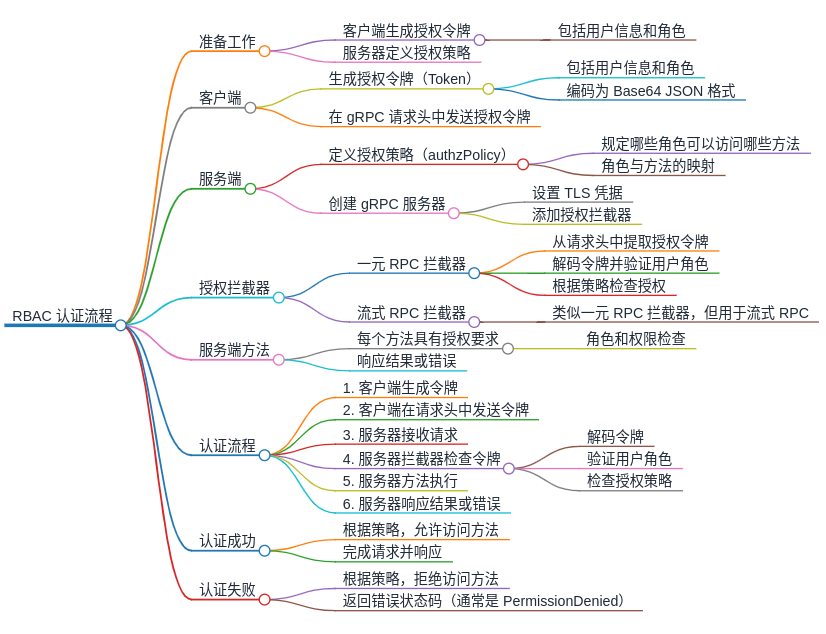 RBAC 认证流程
准备工作
客户端生成授权令牌
包括用户信息和角色
服务器定义授权策略
客户端
生成授权令牌（Token）
包括用户信息和角色
编码为 Base64 JSON 格式
在 gRPC 请求头中发送授权令牌
服务端
定义授权策略（authzPolicy）
规定哪些角色可以访问哪些方法
角色与方法的映射
创建 gRPC 服务器
设置 TLS 凭据
添加授权拦截器
授权拦截器
一元 RPC 拦截器
从请求头中提取授权令牌
解码令牌并验证用户角色
根据策略检查授权
流式 RPC 拦截器
类似一元 RPC 拦截器，但用于流式 RPC
服务端方法
每个方法具有授权要求
角色和权限检查
响应结果或错误
认证流程
1. 客户端生成令牌
2. 客户端在请求头中发送令牌
3. 服务器接收请求
4. 服务器拦截器检查令牌
解码令牌
验证用户角色
检查授权策略
5. 服务器方法执行
6. 服务器响应结果或错误
认证成功
根据策略，允许访问方法
完成请求并响应
认证失败
根据策略，拒绝访问方法
返回错误状态码（通常是 PermissionDenied）